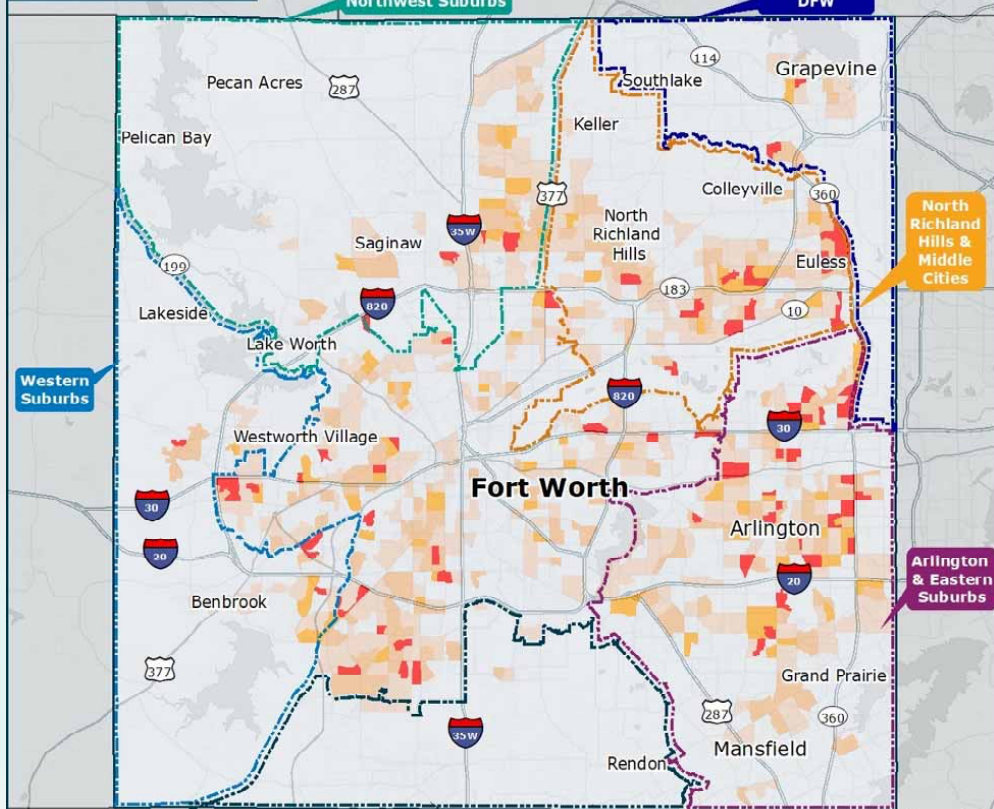 Northwest Suburbs
DFW
114
Grapevine
Pecan Acres
287
Southlake
Keller
Pelican Bay
Colleyville
377
360
North
Richland
Hills &
Middle
Cities
North
Richland
Hills
35W
Saginaw
Euless
199
183
820
10
Lakeside
Lake Worth
Western
Suburbs
820
30
Westworth Village
Fort Worth
30
Arlington
20
Arlington
& Eastern
Suburbs
20
Benbrook
377
Grand Prairie
287
360
35W
Mansfield
Rendon